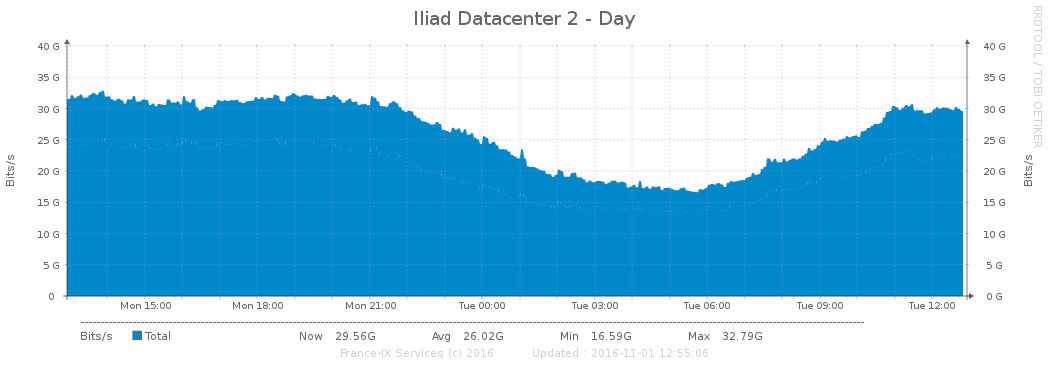 Iliad Datacenter 2 - Day
RRDTOOL / TOBI OETIKER
40 G 40 G
35 G 35 G
30 G 30 G
25 G 25 G
20 G 20 G
15 G 15 G
10 G 10 G
5 G 5 G
0 0 G
Bits/s Bits/s
Mon 15:00 Mon 18:00 Mon 21:00 Tue 00:00 Tue 03:00 Tue 06:00 Tue 09:00 Tue 12:00
Bits/s Total Now 29.56G Avg 26.02G Min 16.59G Max 32.79G
France-IX Services (c) 2016 Updated : 2016-11-01 12:55:06